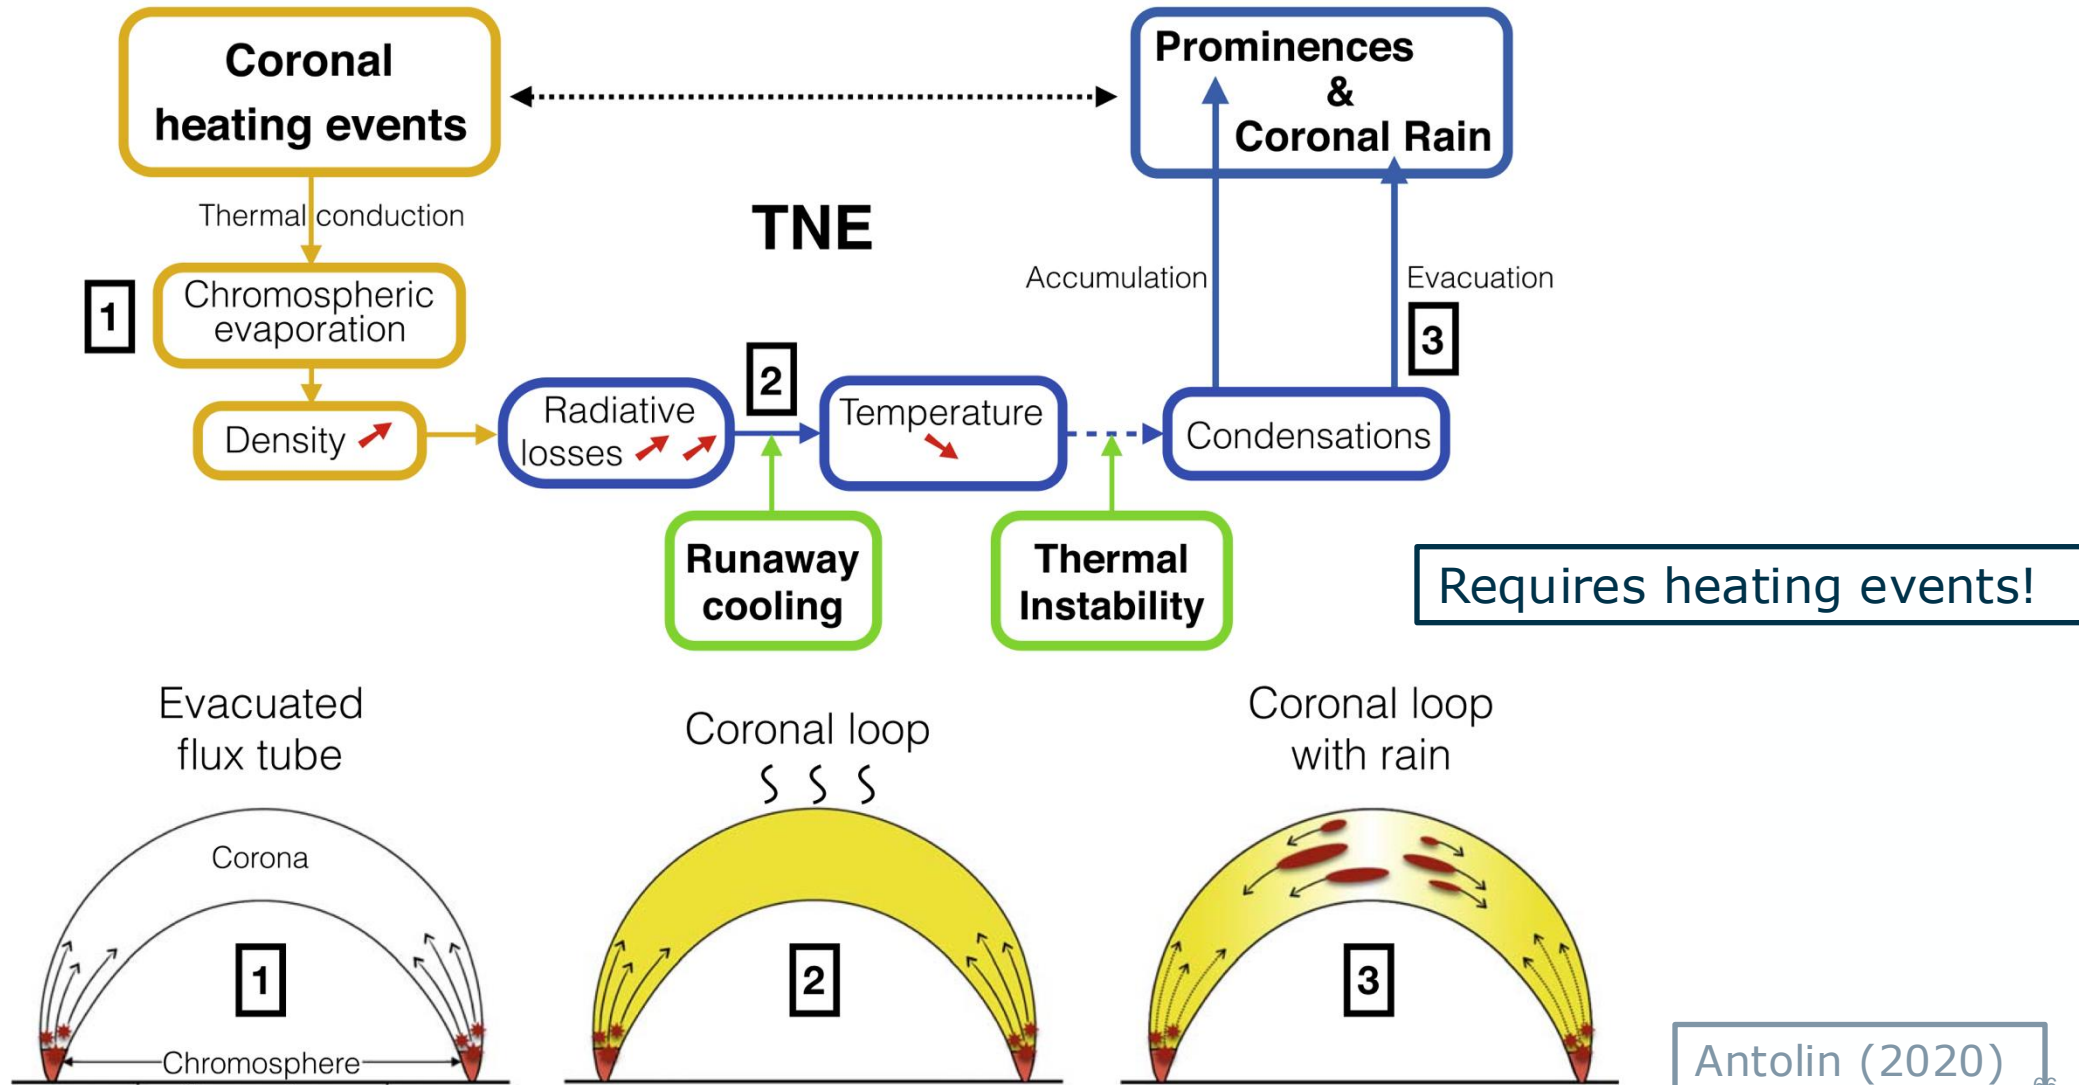 Coronal
heating events
Prominences
&
Coronal Rain
Thermal conduction
TNE
Accumulation
Evacuation
1
Chromospheric
evaporation
3
2
Density
Radiative
losses
Temperature
Condensations
Runaway
cooling
Thermal
Instability
Requires heating events!
Evacuated
flux tube
Coronal loop
Coronal loop
with rain
Corona
1
2
3
Chromosphere
Antolin (2020)
66